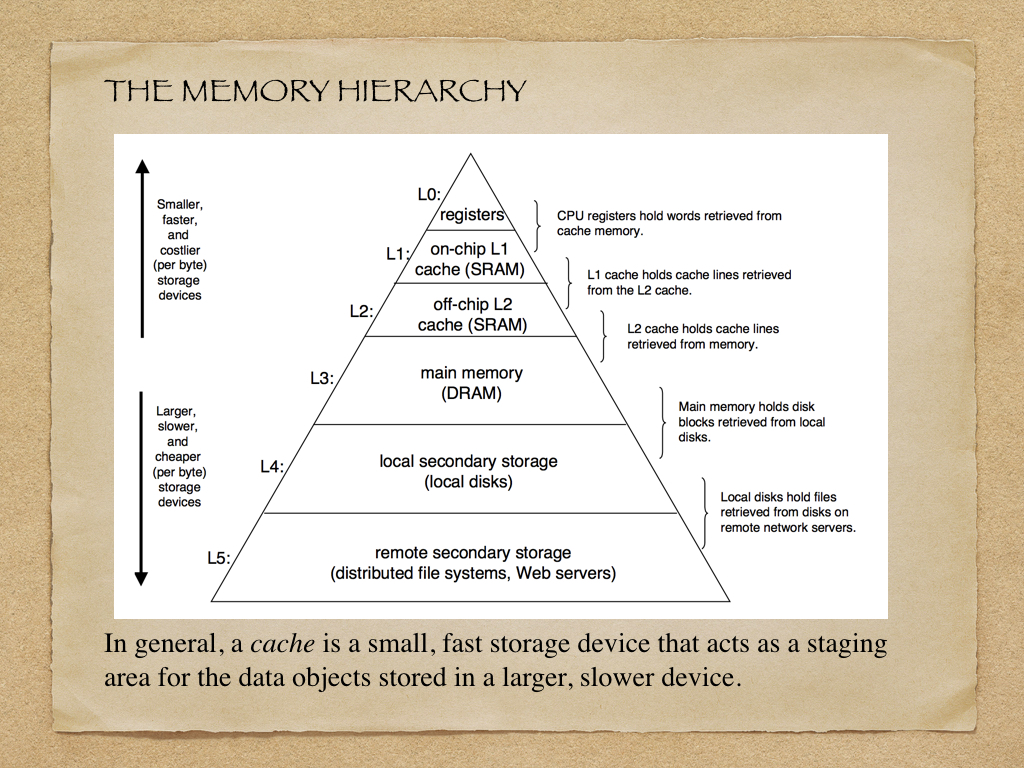 THE MEMORY HIERARCHY
Smaller,
faster,
and
costlier
(per byte)
storage
devices
Larger,
slower,
and
cheaper
(per byte)
storage
devices
L0:
registers
CPU registers hold words retrieved from
cache memory.
L1:
on-chip L1
cache (SRAM)
L1 cache holds cache lines retrieved
from the L2 cache.
L2:
off-chip L2
cache (SRAM)
L2 cache holds cache lines
retrieved from memory.
L3:
main memory
(DRAM)
Main memory holds disk
blocks retrieved from local
disks.
L4:
local secondary storage
(local disks)
Local disks hold files
retrieved from disks on
remote network servers.
L5:
remote secondary storage
(distributed file systems, Web servers)
In general, a cache is a small, fast storage device that acts as a staging
area for the data objects stored in a larger, slower device.